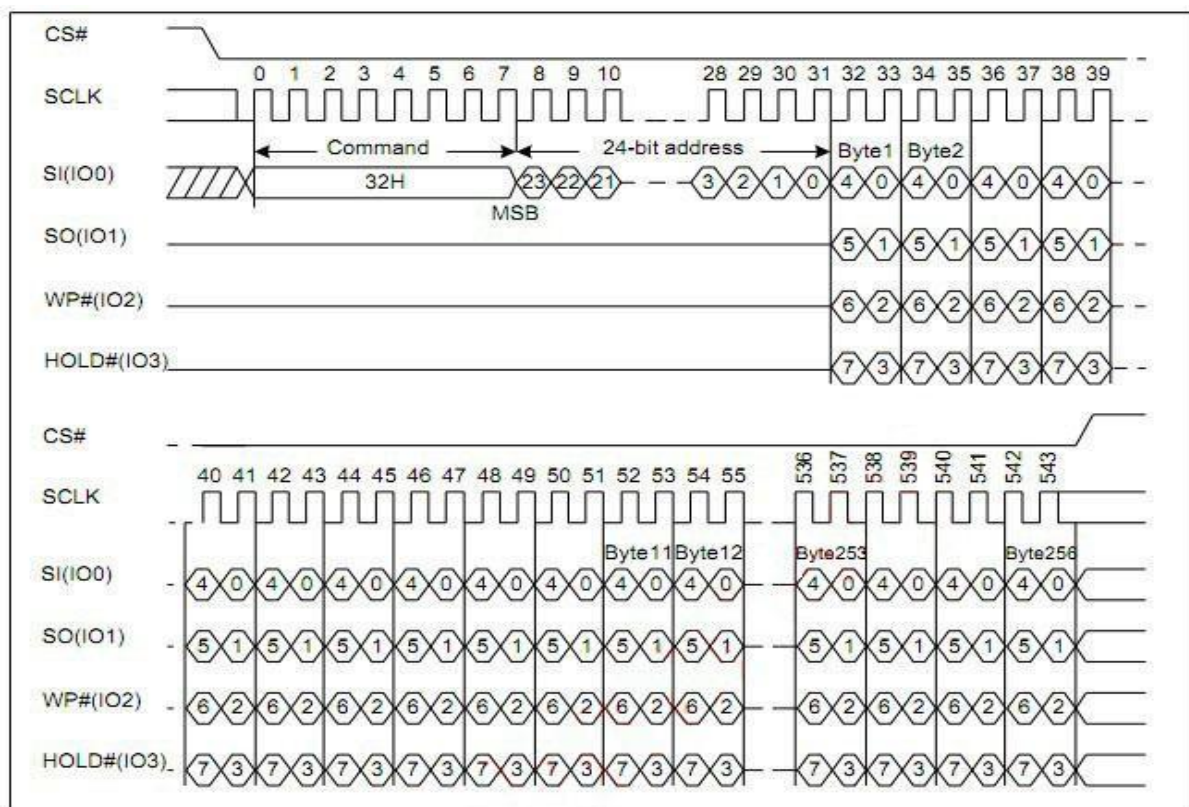 CS#
0 1 2 3 4 5 6 7 8 9 10 28 29 30 31 32 33 34 35 36 37 38 39
SCLK
Command 24-bit address Byte1 Byte2
SI(IO0) 32H 23 22 21 3 2 1 0 4 0 4 0 4 0 4 0
MSB
SO(IO1) 5 1 5 1 5 1 5 1
WP#(IO2) 6 2 6 2 6 2 6 2
HOLD#(IO3) 7 3 7 3 7 3 7 3
CS#
40 41 42 43 44 45 46 47 48 49 50 51 52 53 54 55 536 537 538 539 540 541 542 543
SCLK
Byte11 Byte12 Byte253 Byte256
SI(IO0) 4 0 4 0 4 0 4 0 4 0 4 0 4 0 4 0 4 0 4 0 4 0 4 0
SO(IO1) 5 1 5 1 5 1 5 1 5 1 5 1 5 1 5 1 5 1 5 1 5 1 5 1
WP#(IO2) 6 2 6 2 6 2 6 2 6 2 6 2 6 2 6 2 6 2 6 2 6 2 6 2
HOLD#(IO3) 7 3 7 3 7 3 7 3 7 3 7 3 7 3 7 3 7 3 7 3 7 3 7 3